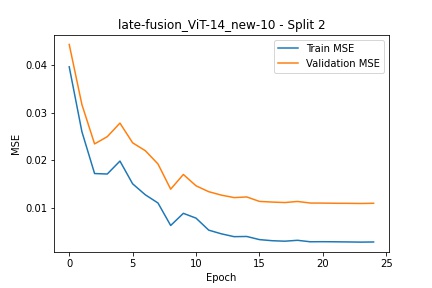 late-fusion_ViT-14_new-10 - Split 2
Train MSE
Validation MSE
MSE
0.04
0.03
0.02
0.01
0 5 10 15 20 25
Epoch